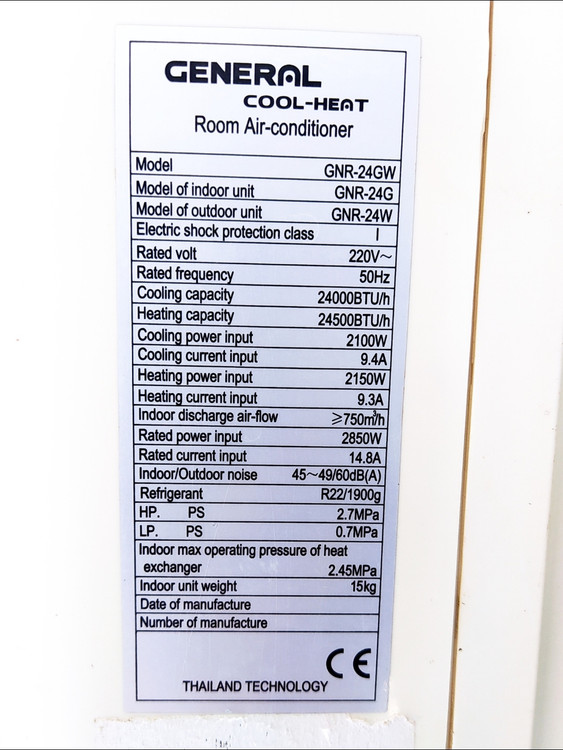 GENERAL
COOL-HEAT
Room Air-conditioner
Model GNR-24GW
Model of indoor unit GNR-24G
Model of outdoor unit GNR-24W
Electric shock protection class I
Rated volt 220V～
Rated frequency 50Hz
Cooling capacity 24000BTU/h
Heating capacity 24500BTU/h
Cooling power input 2100W
Cooling current input 9.4A
Heating power input 2150W
Heating current input 9.3A
Indoor discharge air-flow ≥750m³/h
Rated power input 2850W
Rated current input 14.8A
Indoor/Outdoor noise 45～49/60dB(A)
Refrigerant R22/1900g
HP. PS 2.7MPa
LP. PS 0.7MPa
Indoor max operating pressure of heat
exchanger 2.45MPa
Indoor unit weight 15kg
Date of manufacture
Number of manufacture
CE
THAILAND TECHNOLOGY